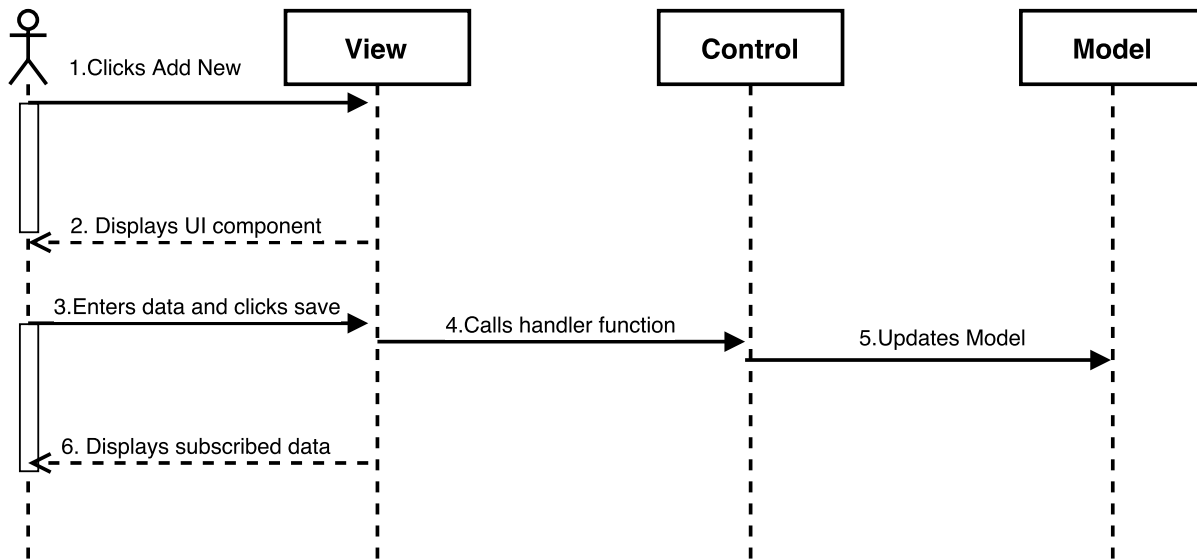 View
Control
Model
1.Clicks Add New
2. Displays UI component
3.Enters data and clicks save
4.Calls handler function
5.Updates Model
6. Displays subscribed data